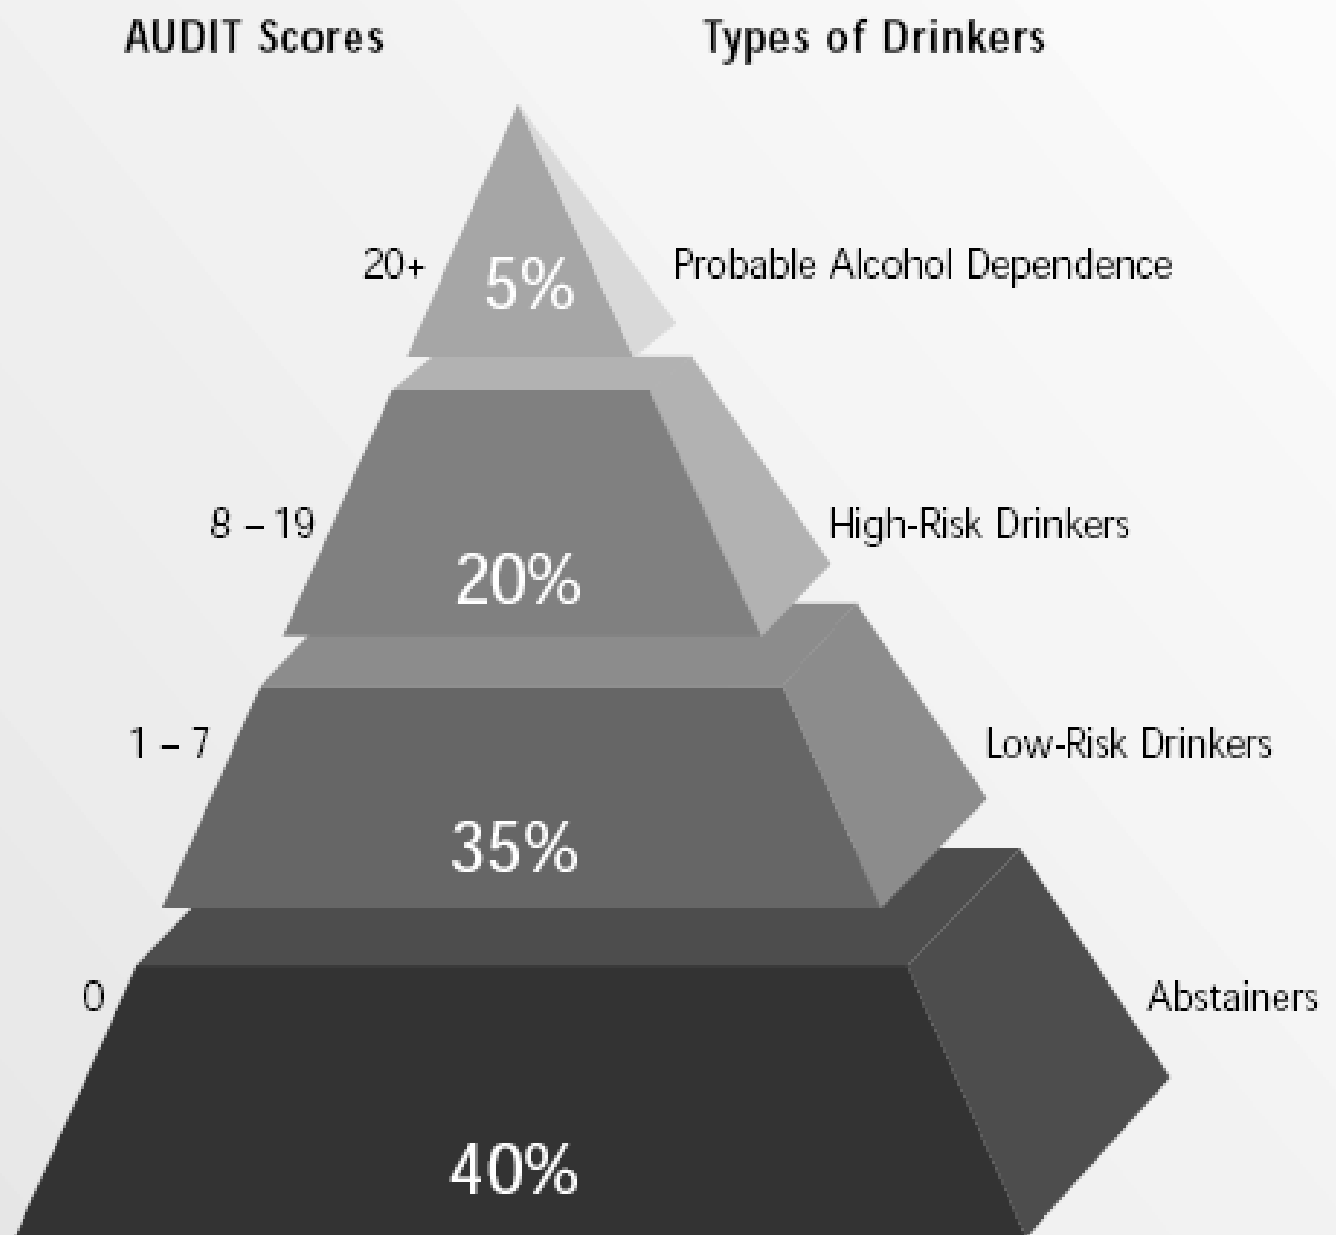 AUDIT Scores Types of Drinkers
20+ 5% Probable Alcohol Dependence
8 – 19 High-Risk Drinkers
20%
1 – 7 Low-Risk Drinkers
35%
0 Abstainers
40%